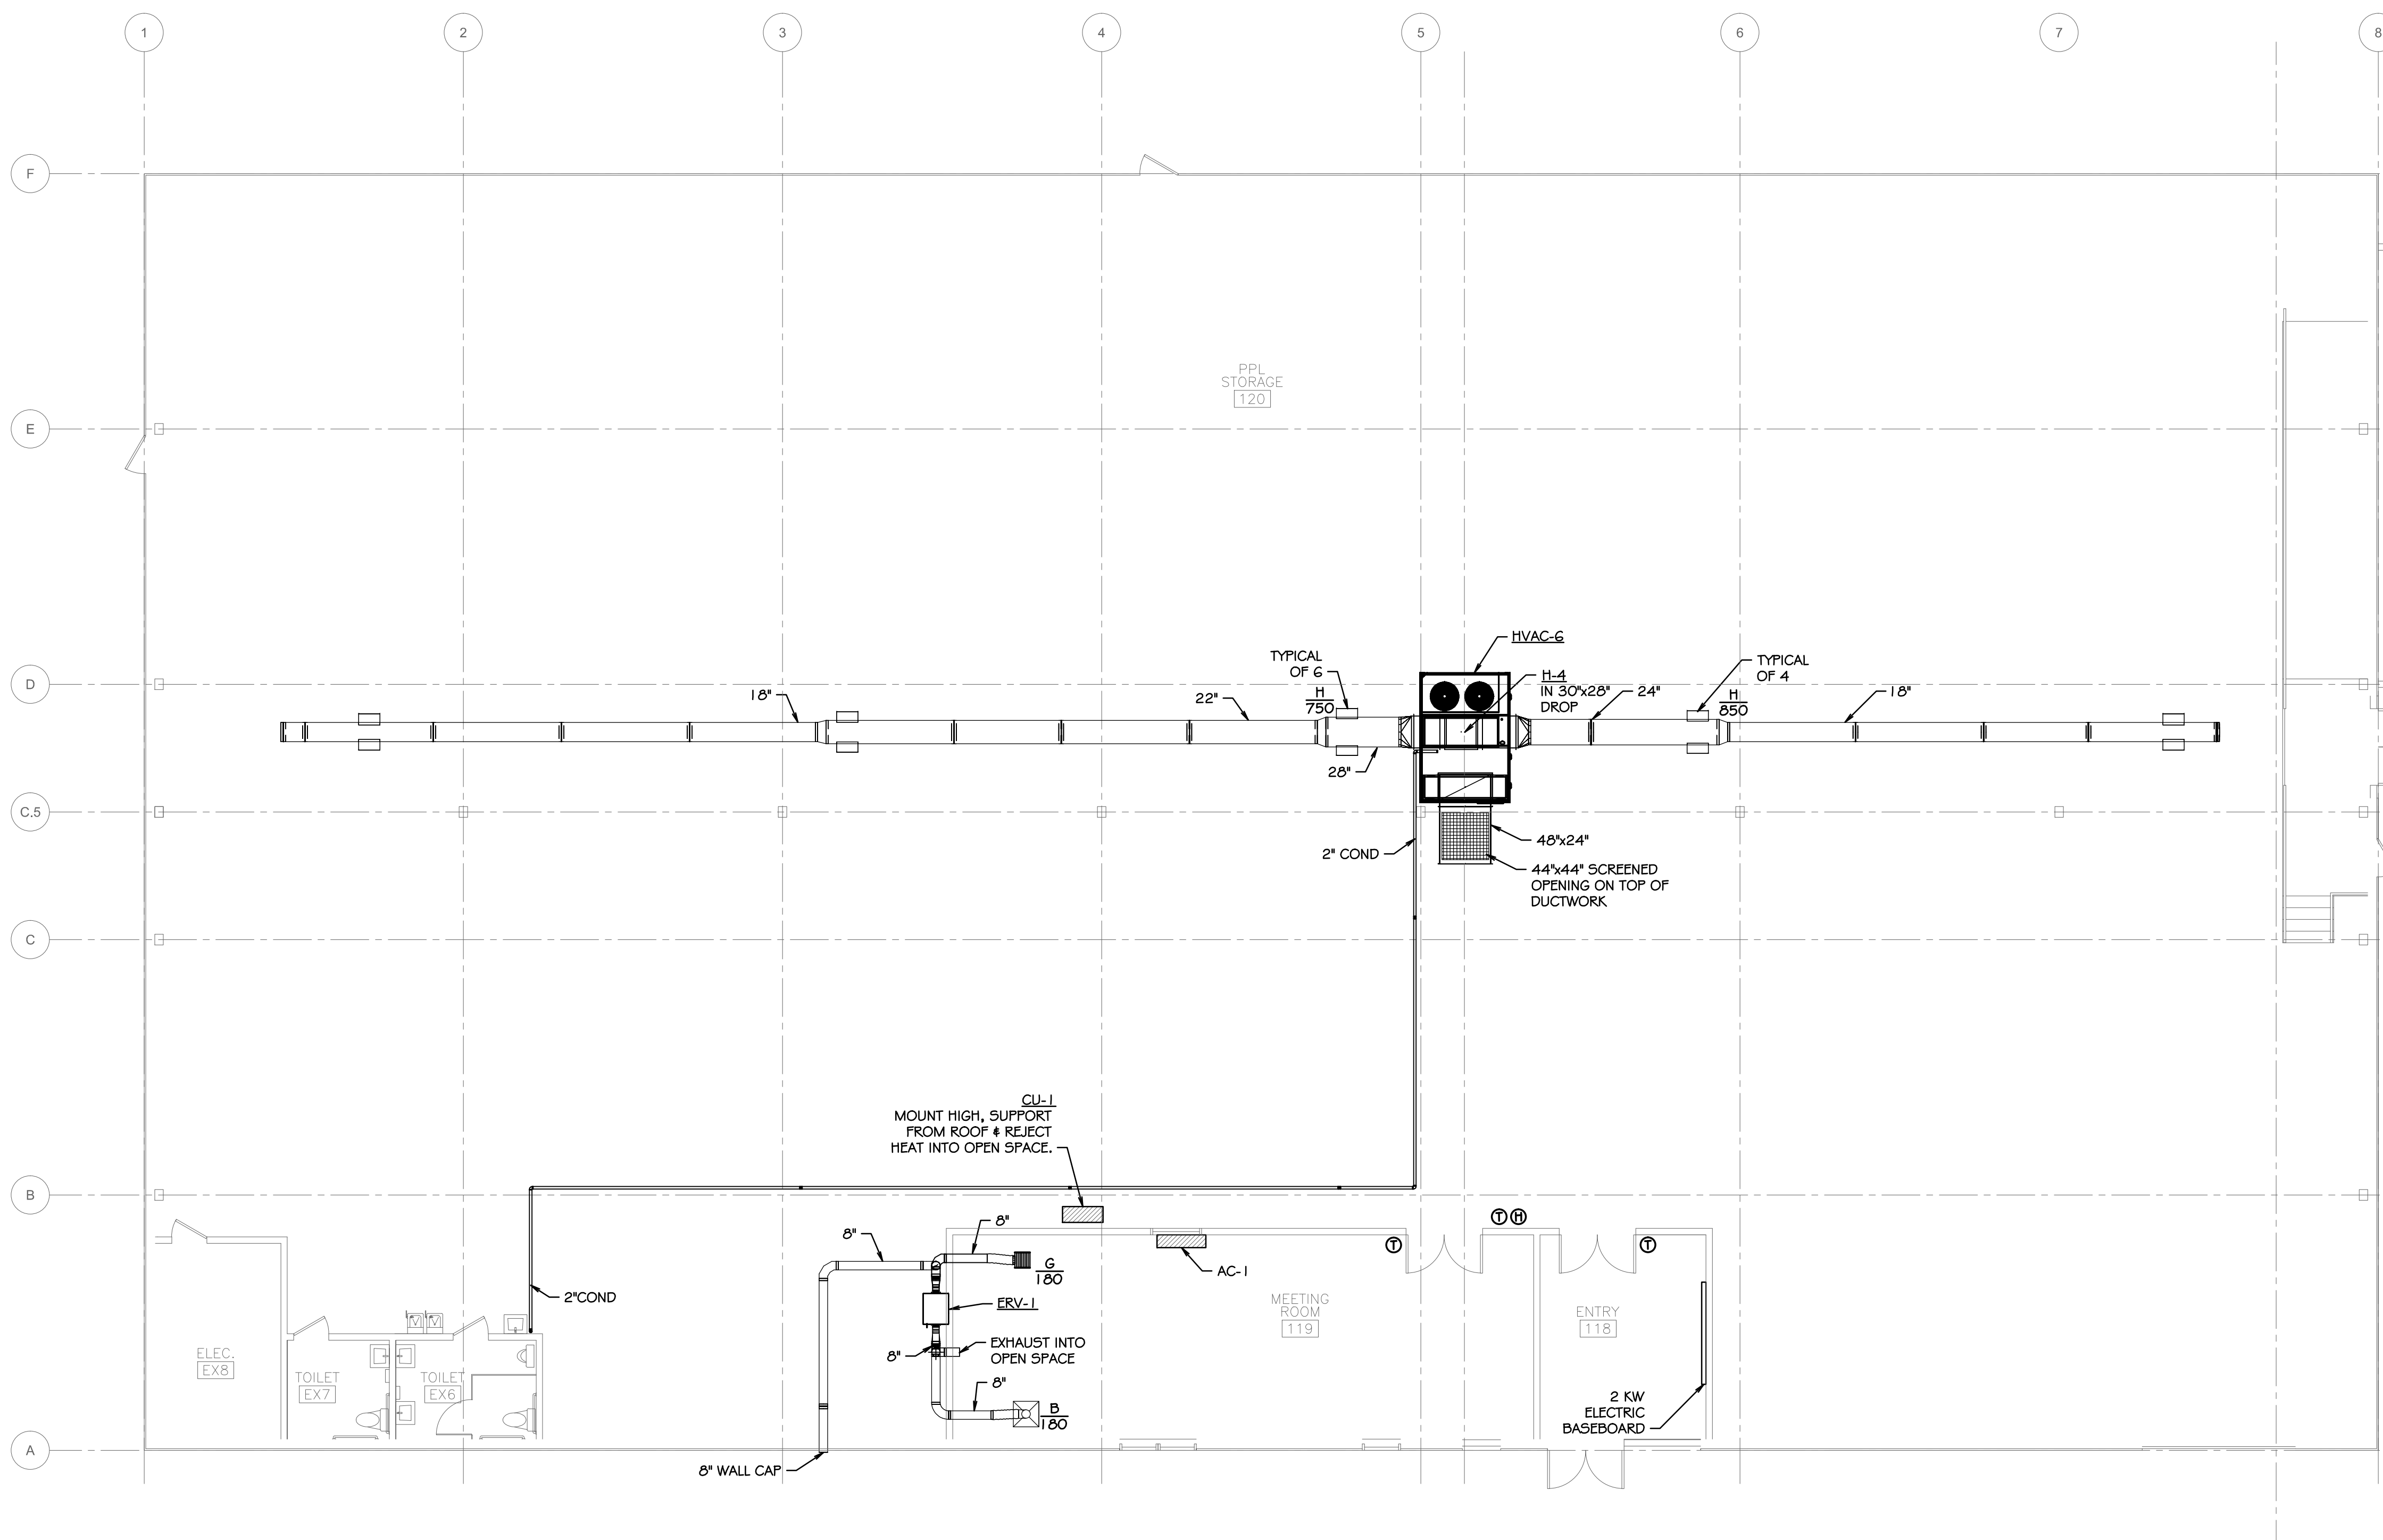 1
2
3
4
5
6
7
8
F
E
PPL
STORAGE
120
D
HVAC-6
TYPICAL
OF 6
H
750
H-4
IN 30"x28"
DROP
24"
TYPICAL
OF 4
H
850
18"
18"
22"
28"
C.5
2" COND
48"x24"
44"x44" SCREENED
OPENING ON TOP OF
DUCTWORK
C
CU-1
MOUNT HIGH, SUPPORT
FROM ROOF & REJECT
HEAT INTO OPEN SPACE.
B
T
H
T
T
8"
8"
G
180
AC-1
2"COND
ERV-1
MEETING
ROOM
119
ENTRY
118
ELEC.
EX8
TOILET
EX7
TOILET
EX6
8"
EXHAUST INTO
OPEN SPACE
8"
B
180
2 KW
ELECTRIC
BASEBOARD
A
8" WALL CAP